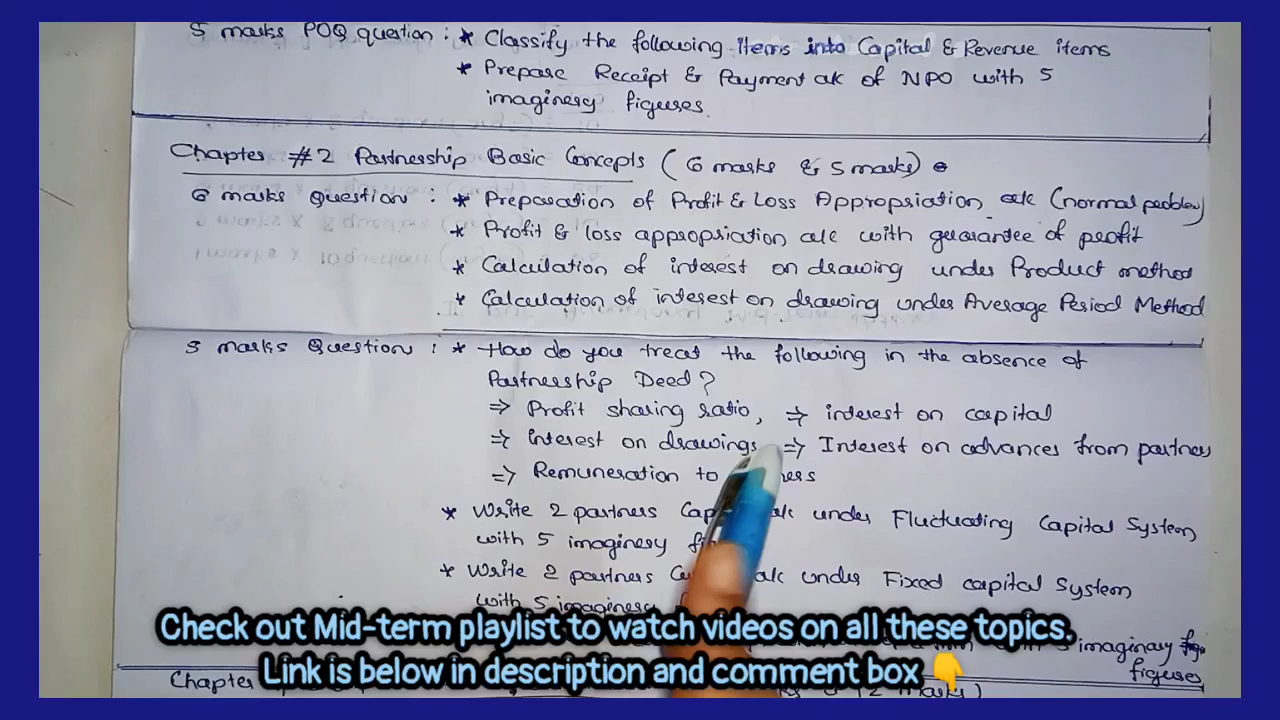 5 marks POQ question : * Classify the following items into Capital & Revenue items
* Prepare Receipt & Payment a/c of NPO with 5
imaginery figures.
Chapter #2 Partnership Basic Concepts ( 6 marks & 5 marks)
6 marks Question : * Preparation of Profit & Loss Appropriation a/c (normal problem)
* Profit & loss appropriation a/c with guarantee of profit
* Calculation of interest on drawing under Product method
* Calculation of interest on drawing under Average Period Method
5 marks Question : * How do you treat the following in the absence of
Partnership Deed?
⇒ Profit sharing ratio, ⇒ interest on capital
⇒ interest on drawings ⇒ Interest on advances from partners
⇒ Remuneration to
* Write 2 partners a/c under Fluctuating Capital System
with 5 imaginery
* Write 2 partners a/c under Fixed capital System
with 5 imaginery
imaginary
figures
Chapter
Check out Mid-term playlist to watch videos on all these topics.
Link is below in description and comment box 👇